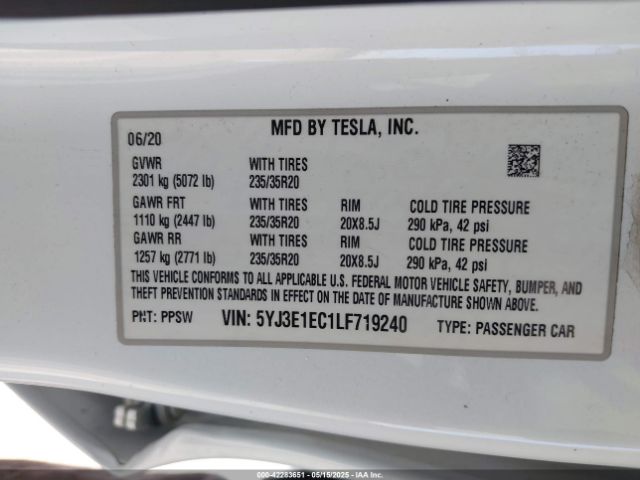 MFD BY TESLA, INC.
06/20
GVWR WITH TIRES
2301 kg (5072 lb) 235/35R20
GAWR FRT WITH TIRES RIM COLD TIRE PRESSURE
1110 kg (2447 lb) 235/35R20 20X8.5J 290 kPa, 42 psi
GAWR RR WITH TIRES RIM COLD TIRE PRESSURE
1257 kg (2771 lb) 235/35R20 20X8.5J 290 kPa, 42 psi
THIS VEHICLE CONFORMS TO ALL APPLICABLE U.S. FEDERAL MOTOR VEHICLE SAFETY, BUMPER, AND
THEFT PREVENTION STANDARDS IN EFFECT ON THE DATE OF MANUFACTURE SHOWN ABOVE.
PNT: PPSW VIN: 5YJ3E1EC1LF719240 TYPE: PASSENGER CAR
000-42283651 - 05/15/2025 - IAA Inc.